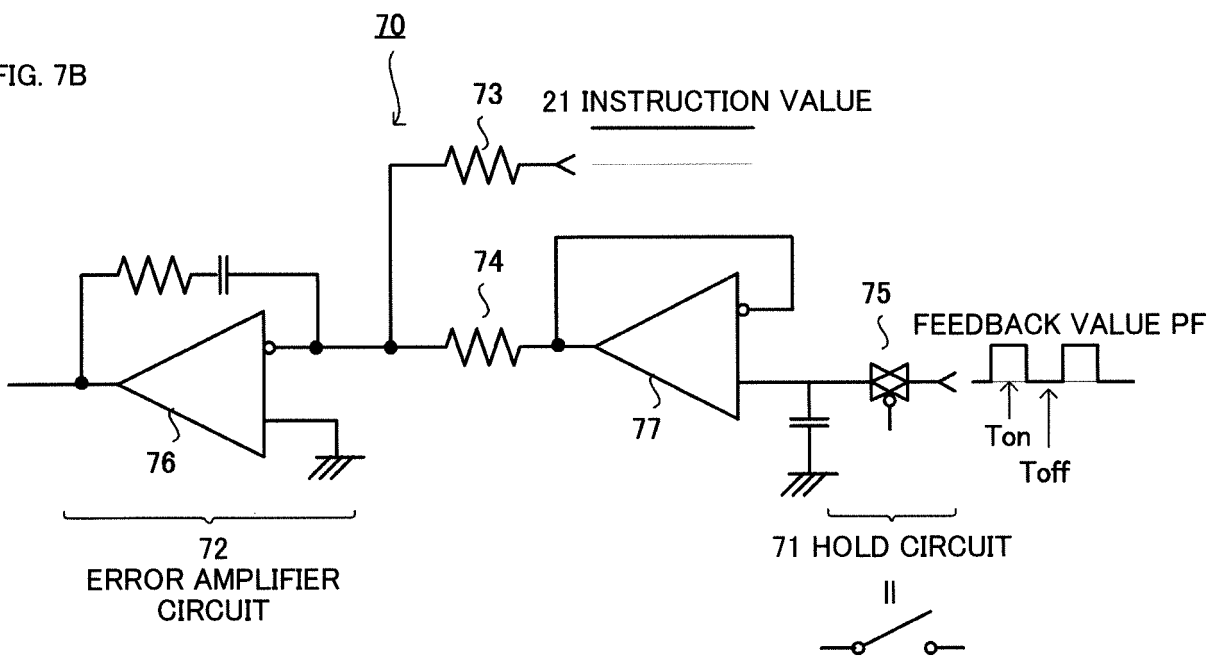 70
FIG. 7B
73
21 INSTRUCTION VALUE
74
75
FEEDBACK VALUE PF
76
77
Ton
Toff
72
ERROR AMPLIFIER
CIRCUIT
71 HOLD CIRCUIT